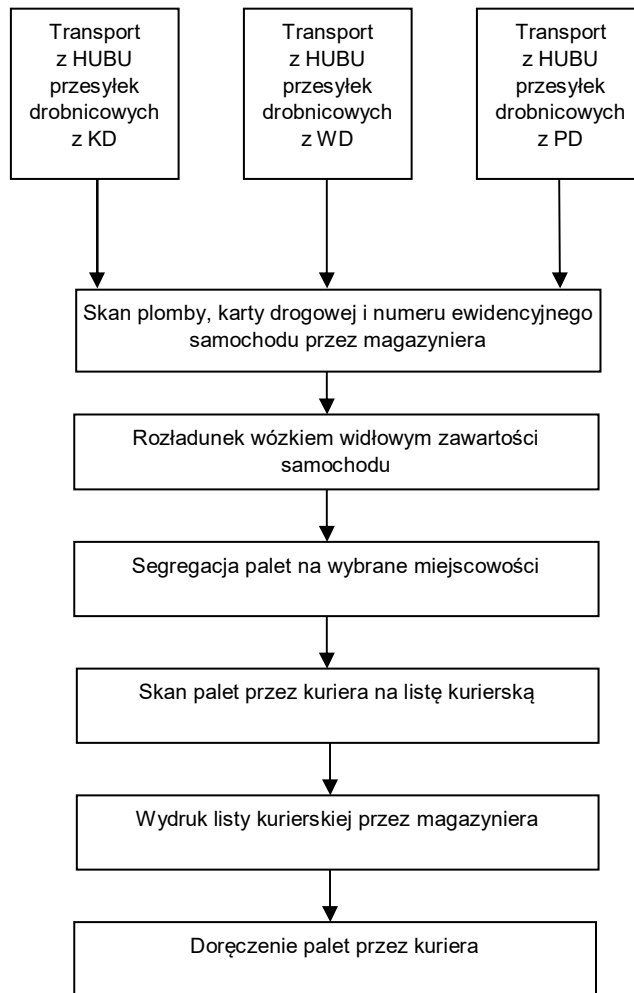 Transport
z HUBU
przesyłek
drobnicowych
z KD
Transport
z HUBU
przesyłek
drobnicowych
z WD
Transport
z HUBU
przesyłek
drobnicowych
z PD
Skan plomby, karty drogowej i numeru ewidencyjnego
samochodu przez magazyniera
Rozładunek wózkiem widłowym zawartości
samochodu
Segregacja palet na wybrane miejscowości
Skan palet przez kuriera na listę kurierską
Wydruk listy kurierskiej przez magazyniera
Doręczenie palet przez kuriera